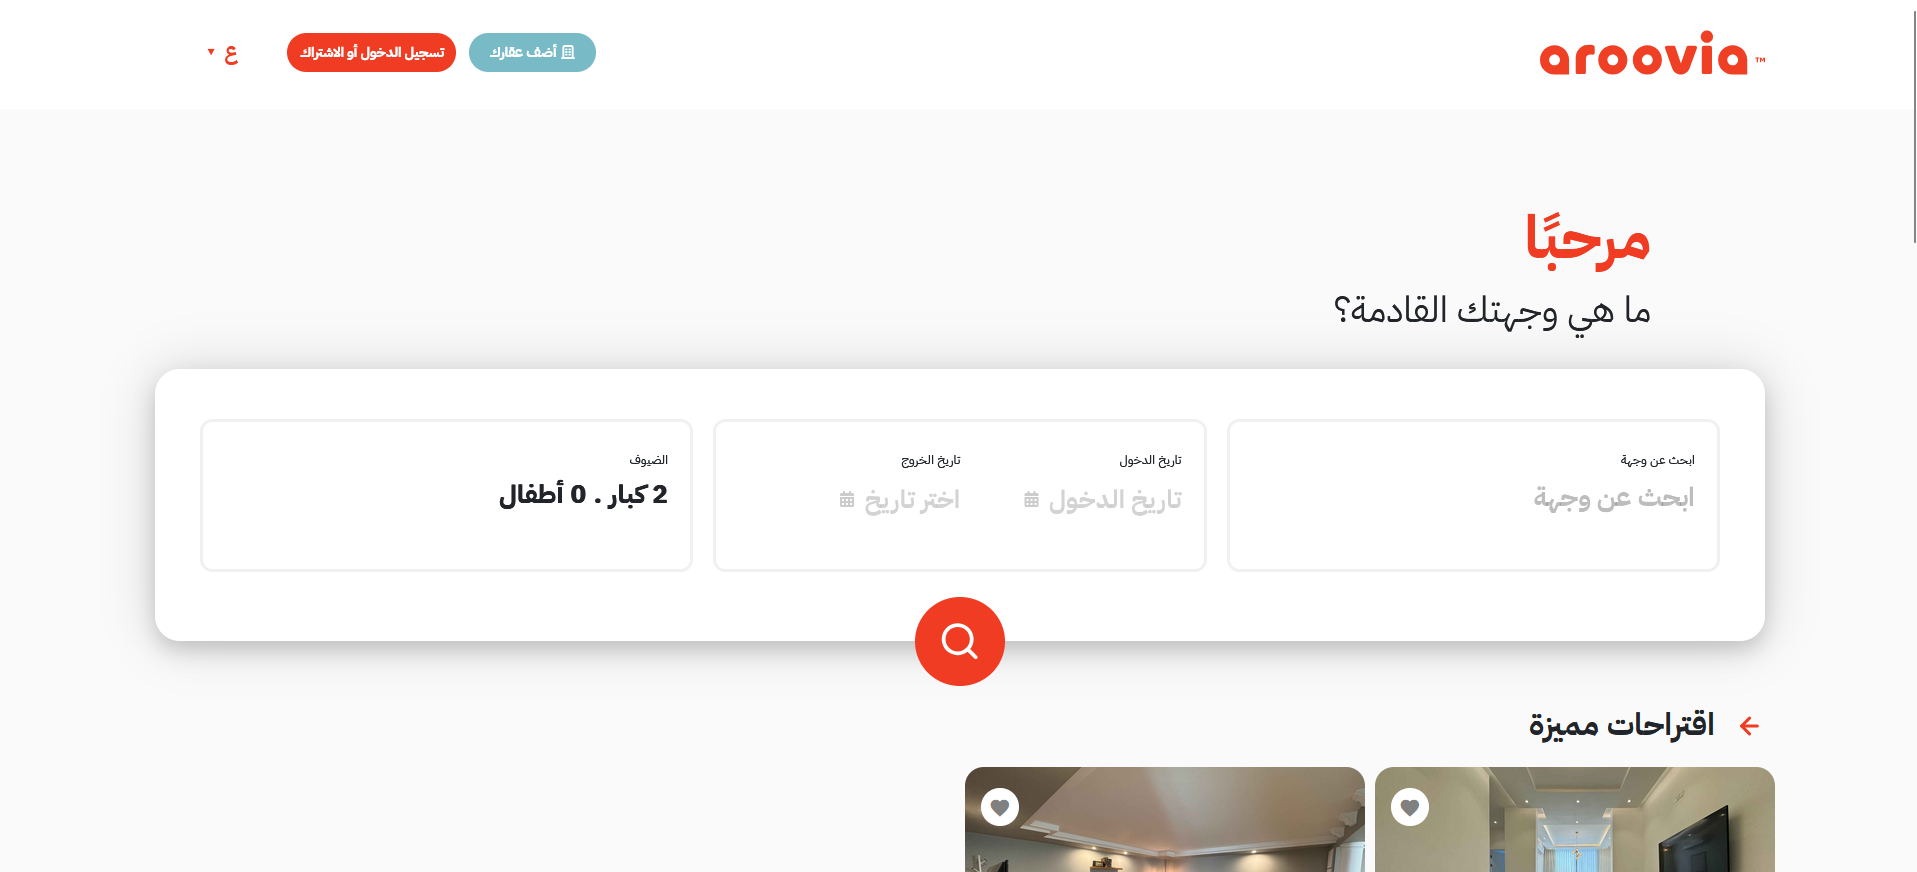 aroovia™
أضف عقارك
تسجيل الدخول أو الاشتراك
ع
مرحبًا
ما هي وجهتك القادمة؟
ابحث عن وجهة
ابحث عن وجهة
تاريخ الدخول
تاريخ الدخول
تاريخ الخروج
اختر تاريخ
الضيوف
2 كبار . 0 أطفال
اقتراحات مميزة